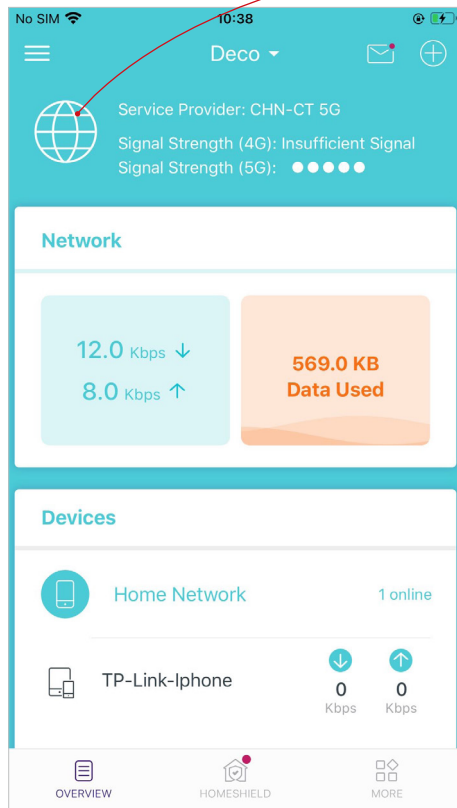 No SIM 10:38
Deco
Service Provider: CHN-CT 5G
Signal Strength (4G): Insufficient Signal
Signal Strength (5G):
Network
12.0 Kbps ↓
8.0 Kbps ↑
569.0 KB
Data Used
Devices
Home Network 1 online
TP-Link-Iphone
0 0
Kbps Kbps
OVERVIEW HOMESHIELD MORE